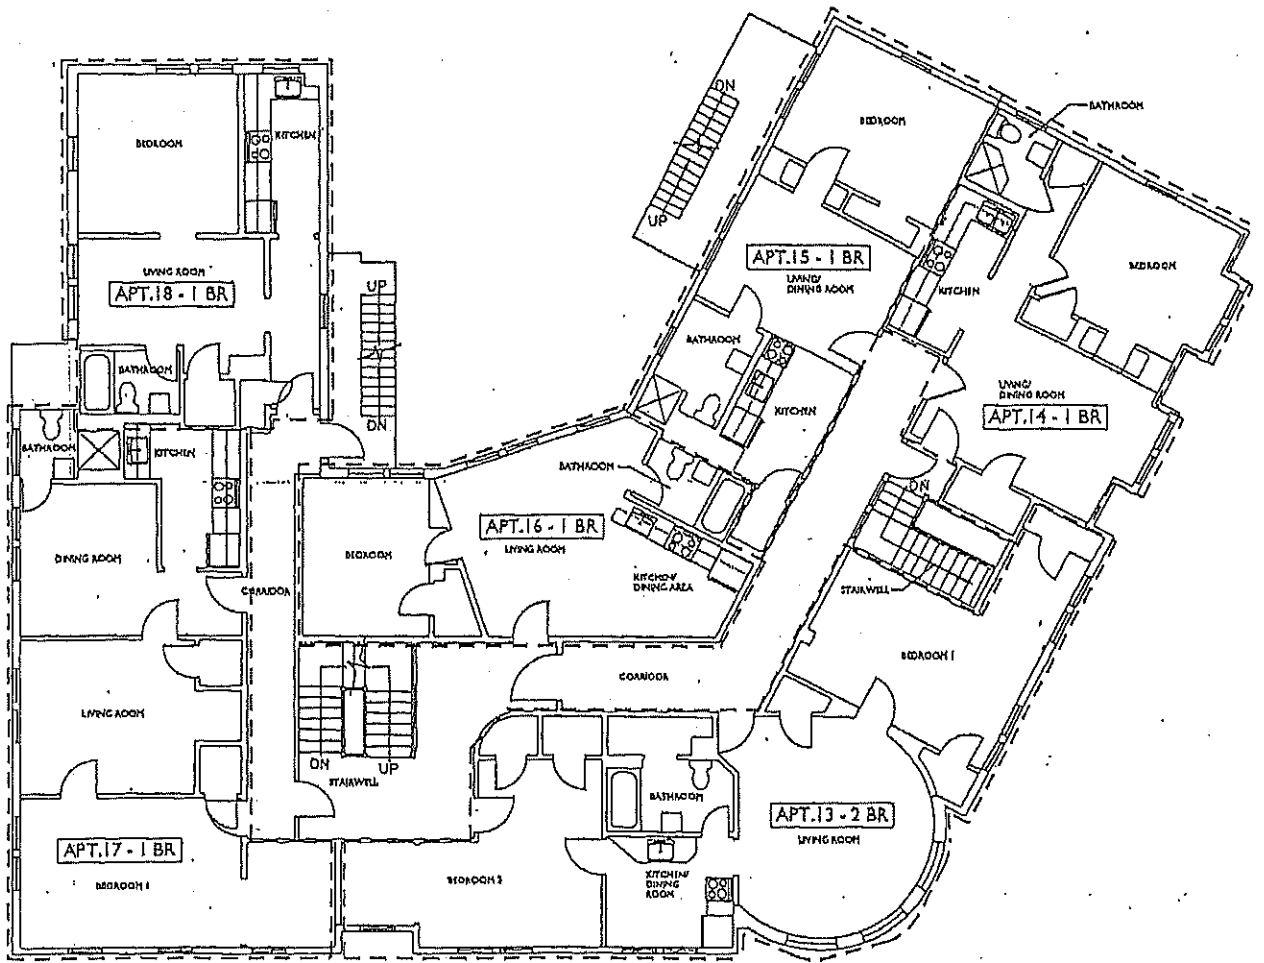 DN
UP
BEDROOM
BATHROOM
APT.15 - 1 BR
LIVING/
DINING ROOM
BATHROOM
KITCHEN
KITCHEN
BEDROOM
LIVING/
DINING ROOM
APT.14 - 1 BR
BEDROOM
KITCHEN
LIVING ROOM
APT.18 - 1 BR
BATHROOM
UP
DN
BATHROOM
KITCHEN
DINING ROOM
CORRIDOR
LIVING ROOM
APT.17 - 1 BR
BEDROOM 1
BATHROOM
APT.16 - 1 BR
LIVING ROOM
BEDROOM
KITCHEN/
DINING AREA
DN
STAIRWELL
BEDROOM 1
CORRIDOR
DN
UP
STAIRWELL
BATHROOM
APT.13 - 2 BR
LIVING ROOM
BEDROOM 2
KITCHEN/
DINING
ROOM